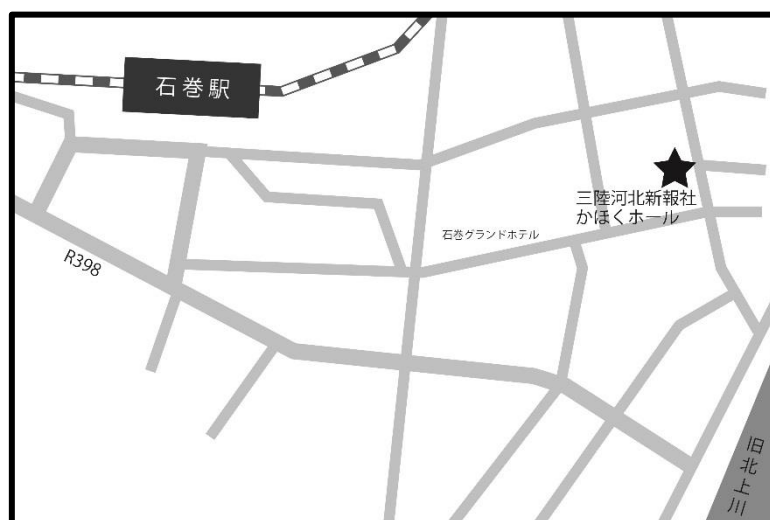 石巻駅
三陸河北新報社
かほくホール
石巻グランドホテル
R398
旧北上川